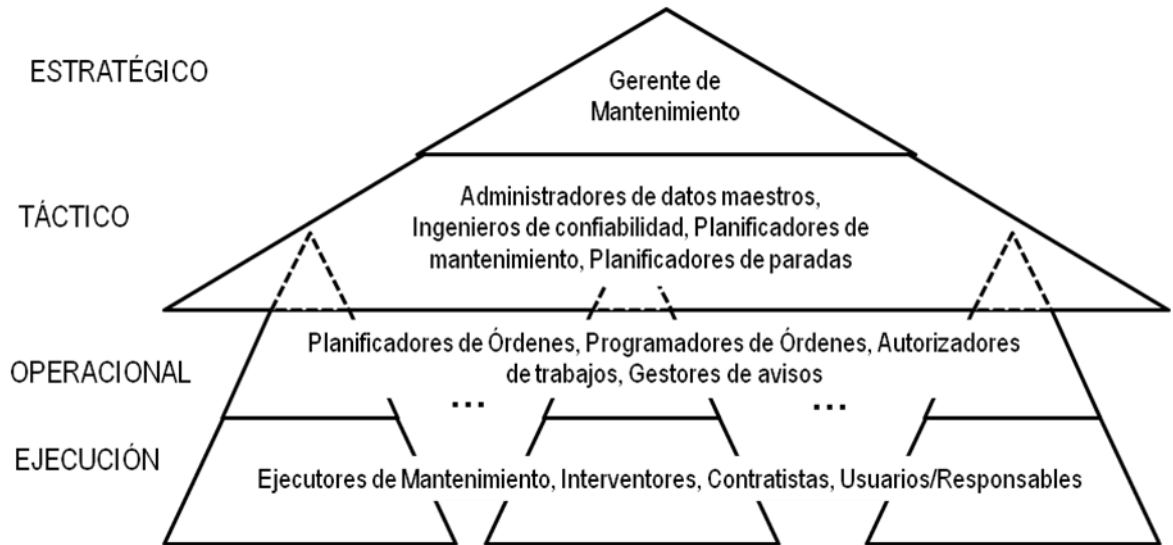 ESTRATÉGICO
Gerente de
Mantenimiento
TÁCTICO
Administradores de datos maestros,
Ingenieros de confiabilidad, Planificadores de
mantenimiento, Planificadores de paradas
OPERACIONAL
Planificadores de Órdenes, Programadores de Órdenes, Autorizadores
de trabajos, Gestores de avisos
... ...
EJECUCIÓN
Ejecutores de Mantenimiento, Interventores, Contratistas, Usuarios/Responsables